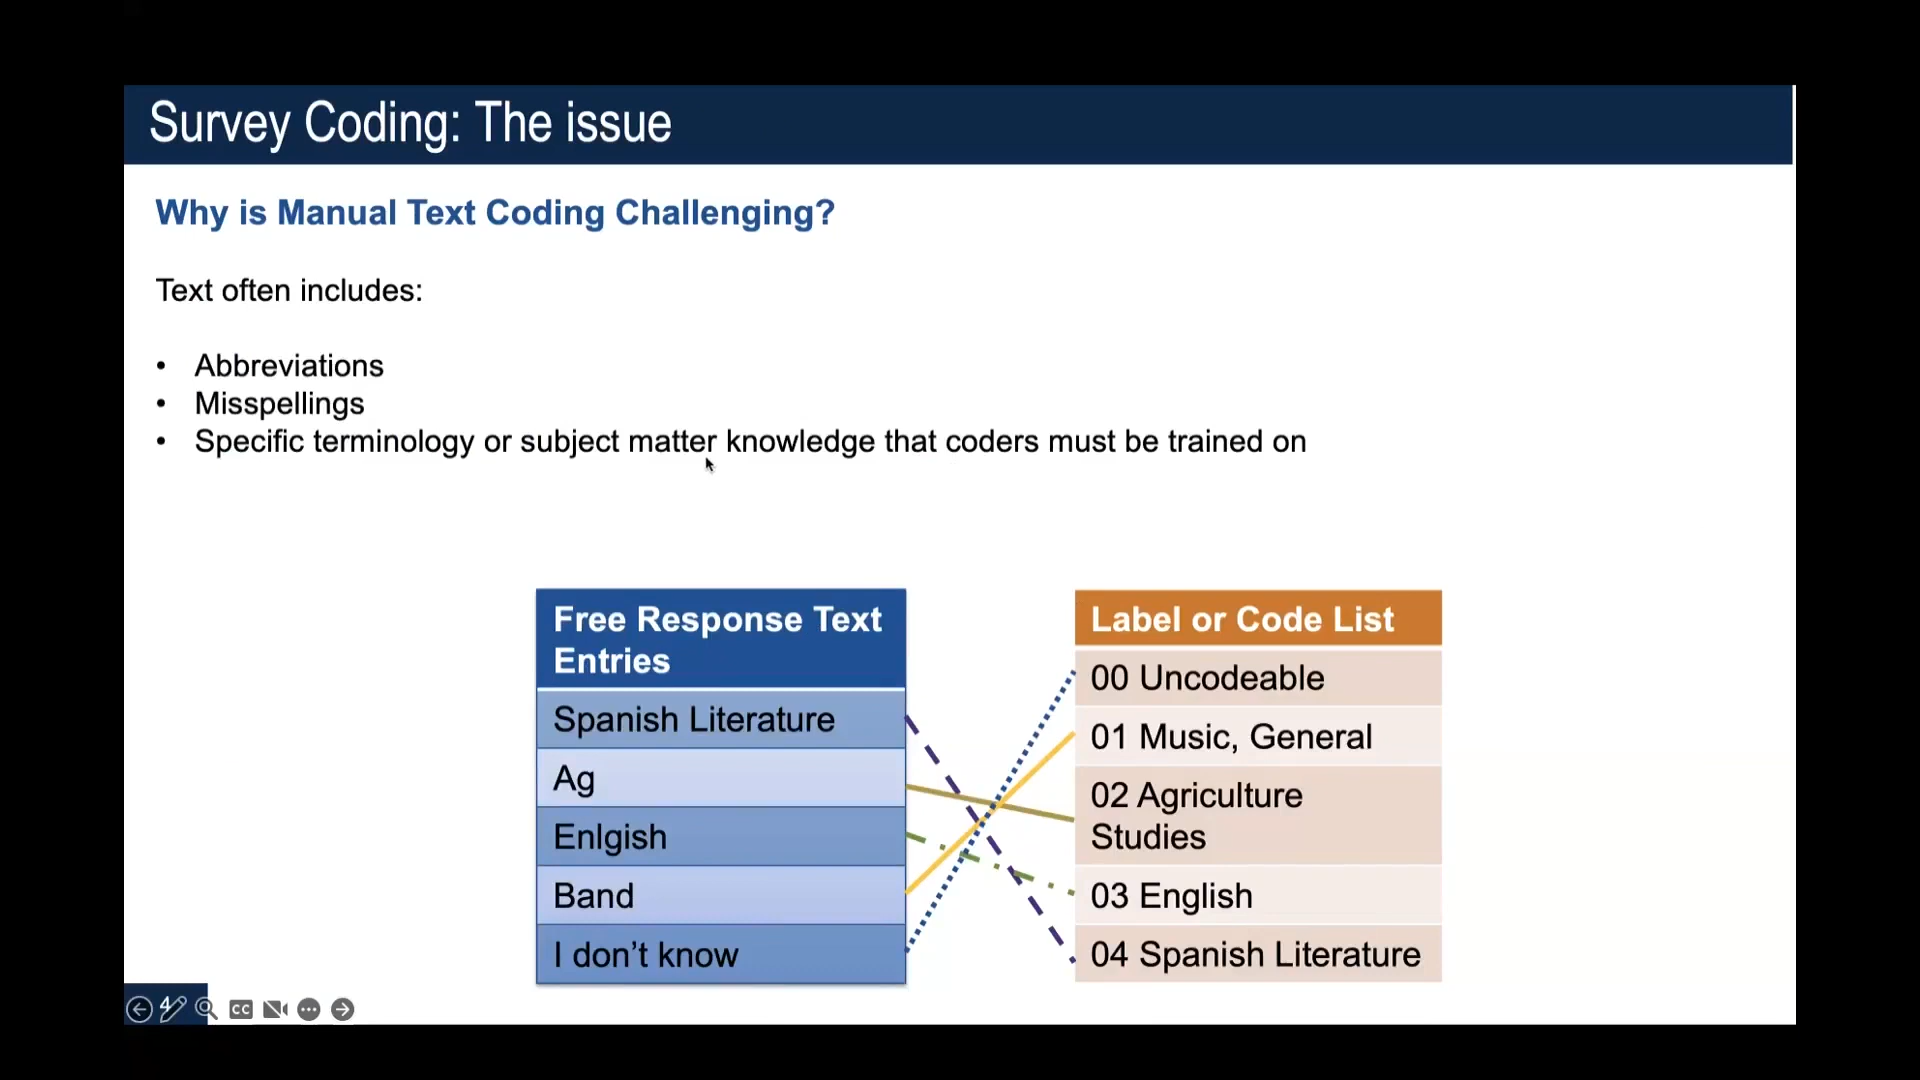 Survey Coding: The issue
Why is Manual Text Coding Challenging?
Text often includes:
• Abbreviations
• Misspellings
• Specific terminology or subject matter knowledge that coders must be trained on
Free Response Text
Entries
Spanish Literature
Ag
Enlgish
Band
I don’t know
Label or Code List
00 Uncodeable
01 Music, General
02 Agriculture
Studies
03 English
04 Spanish Literature
4
CC